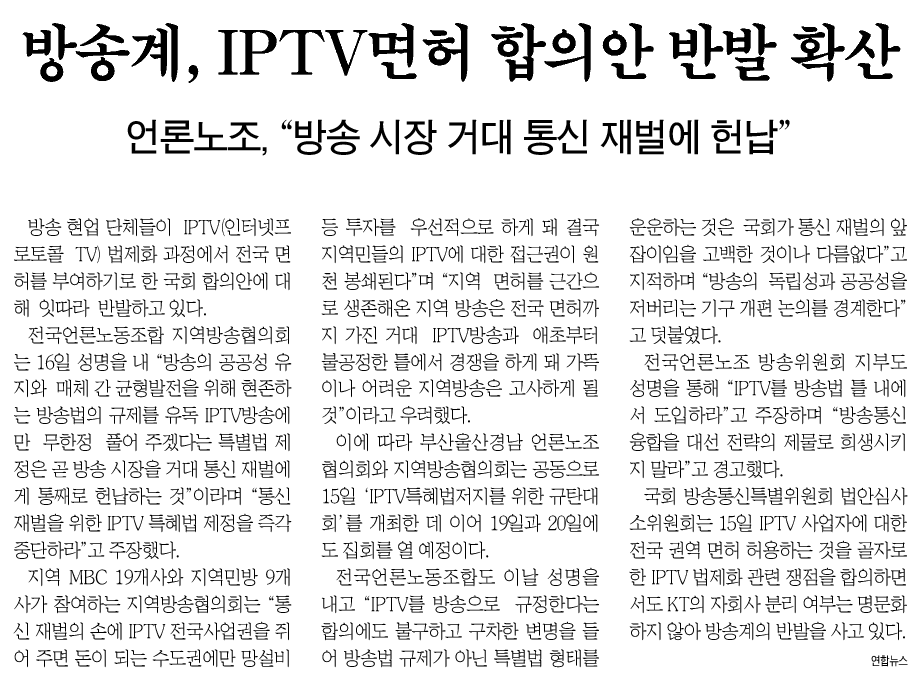 방송계, IPTV면허 합의안 반발 확산
언론노조, “방송 시장 거대 통신 재벌에 헌납”
방송 현업 단체들이 IPTV(인터넷프
로토콜 TV) 법제화 과정에서 전국 면
허를 부여하기로 한 국회 합의안에 대
해 잇따라 반발하고 있다.
전국언론노동조합 지역방송협의회
는 16일 성명을 내 “방송의 공공성 유
지와 매체 간 균형발전을 위해 현존하
는 방송법의 규제를 유독 IPTV방송에
만 무한정 풀어 주겠다는 특별법 제
정은 곧 방송 시장을 거대 통신 재벌에
게 통째로 헌납하는 것”이라며 “통신
재벌을 위한 IPTV 특혜법 제정을 즉각
중단하라”고 주장했다.
지역 MBC 19개사와 지역민방 9개
사가 참여하는 지역방송협의회는 “통
신 재벌의 손에 IPTV 전국사업권을 쥐
어 주면 돈이 되는 수도권에만 망설비
등 투자를 우선적으로 하게 돼 결국
지역민들의 IPTV에 대한 접근권이 원
천 봉쇄된다”며 “지역 면허를 근간으
로 생존해온 지역 방송은 전국 면허까
지 가진 거대 IPTV방송과 애초부터
불공정한 틀에서 경쟁을 하게 돼 가뜩
이나 어려운 지역방송은 고사하게 될
것”이라고 우려했다.
이에 따라 부산울산경남 언론노조
협의회와 지역방송협의회는 공동으로
15일 ‘IPTV특혜법저지를 위한 규탄대
회’를 개최한 데 이어 19일과 20일에
도 집회를 열 예정이다.
전국언론노동조합도 이날 성명을
내고 “IPTV를 방송으로 규정한다는
합의에도 불구하고 구차한 변명을 들
어 방송법 규제가 아닌 특별법 형태를
운운하는 것은 국회가 통신 재벌의 앞
잡이임을 고백한 것이나 다름없다”고
지적하며 “방송의 독립성과 공공성을
저버리는 기구 개편 논의를 경계한다”
고 덧붙였다.
전국언론노조 방송위원회 지부도
성명을 통해 “IPTV를 방송법 틀 내에
서 도입하라”고 주장하며 “방송통신
융합을 대선 전략의 제물로 희생시키
지 말라”고 경고했다.
국회 방송통신특별위원회 법안심사
소위원회는 15일 IPTV 사업자에 대한
전국 권역 면허 허용하는 것을 골자로
한 IPTV 법제화 관련 쟁점을 합의하면
서도 KT의 자회사 분리 여부는 명문화
하지 않아 방송계의 반발을 사고 있다.
연합뉴스